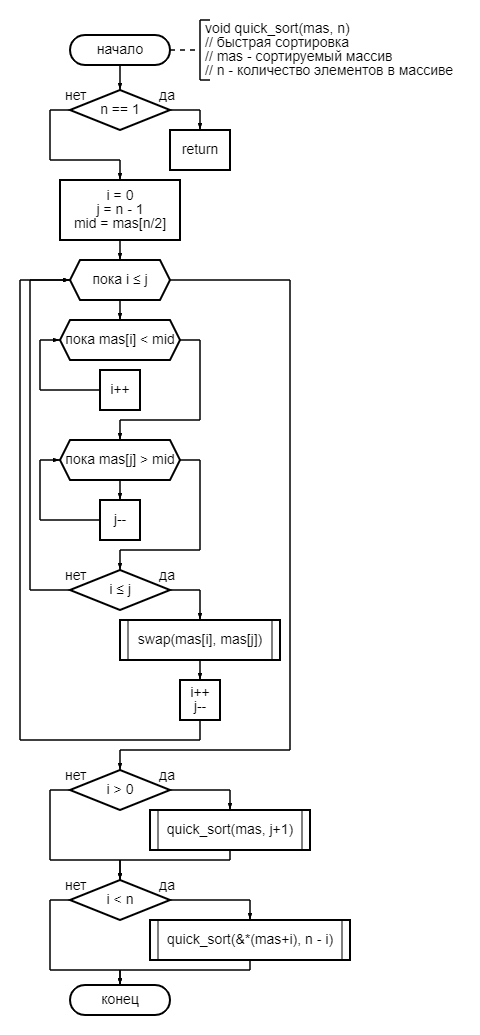 начало
void quick_sort(mas, n)
// быстрая сортировка
// mas - сортируемый массив
// n - количество элементов в массиве
нет
да
n == 1
return
i = 0
j = n - 1
mid = mas[n/2]
пока i ≤ j
пока mas[i] < mid
i++
пока mas[j] > mid
j--
нет
да
i ≤ j
swap(mas[i], mas[j])
i++
j--
нет
да
i > 0
quick_sort(mas, j+1)
нет
да
i < n
quick_sort(&*(mas+i), n - i)
конец